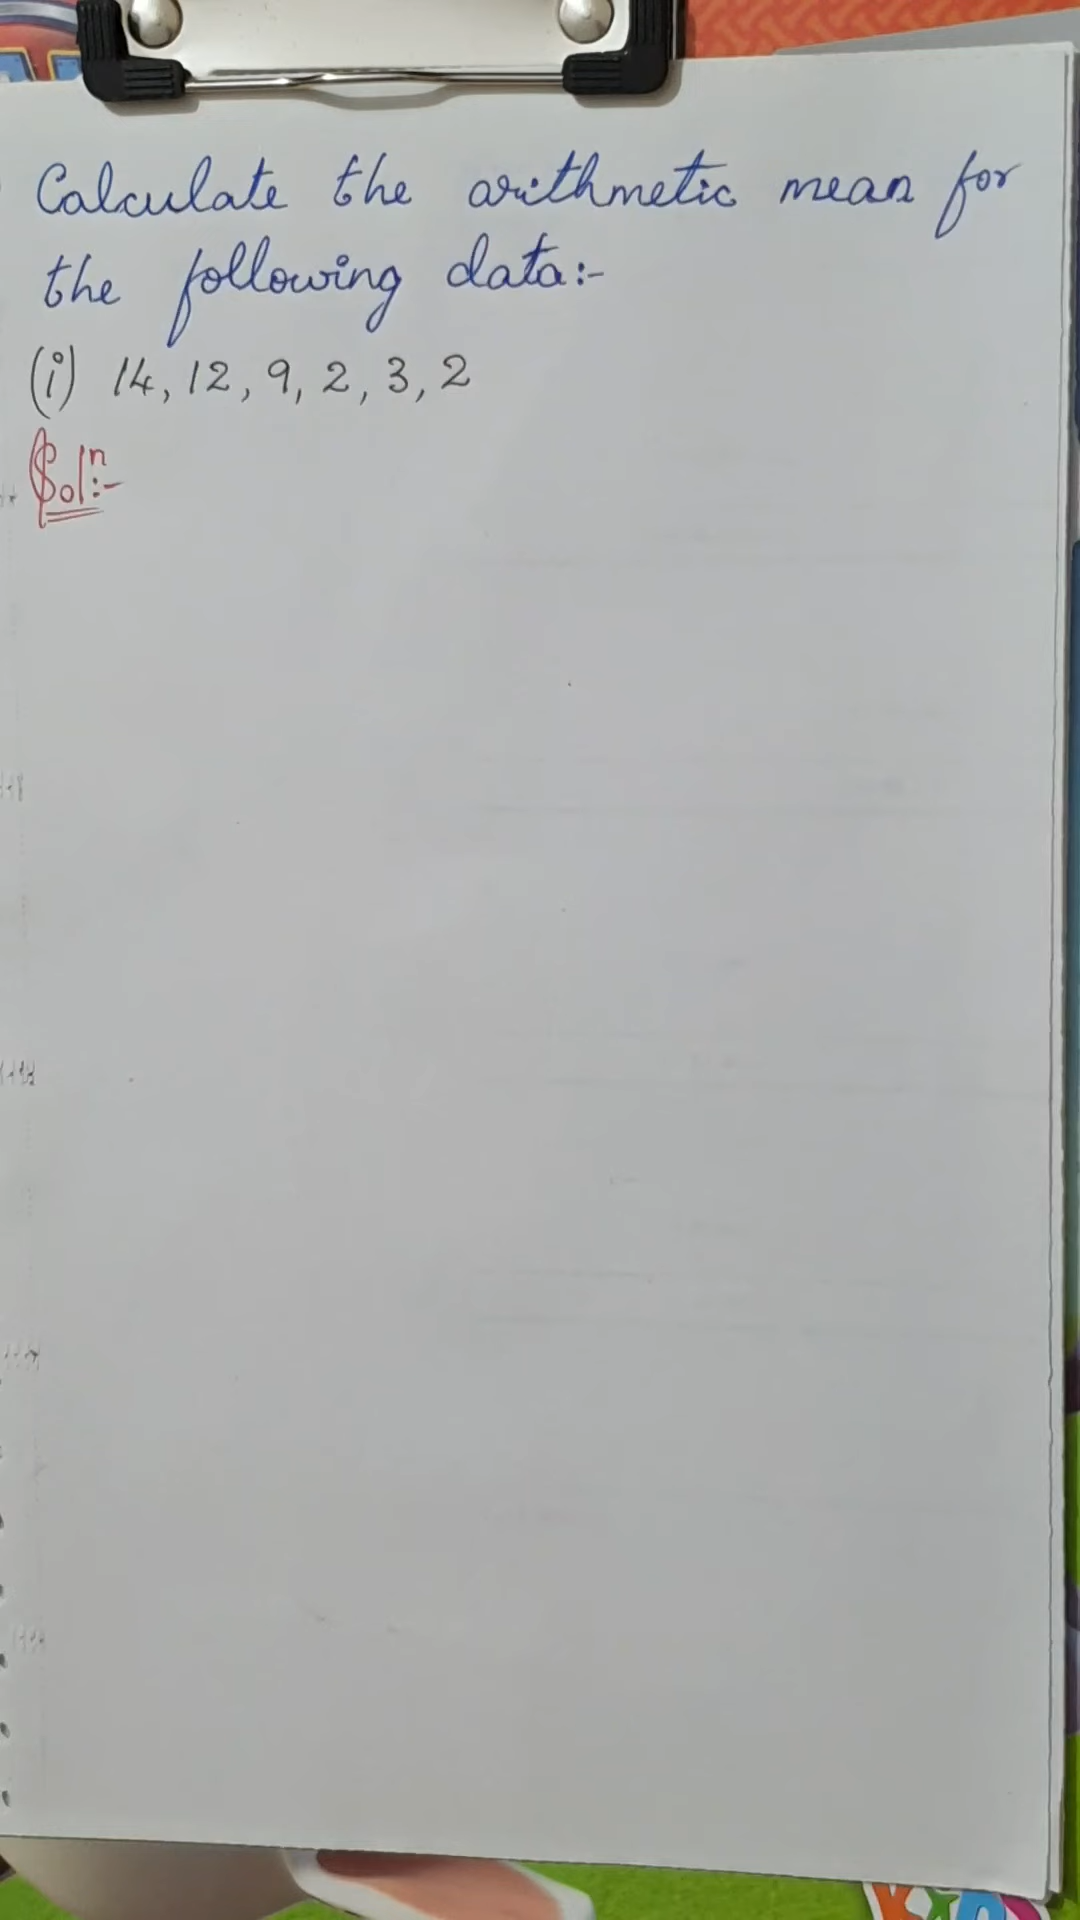 Calculate the arithmetic mean for
the following data:-
(i) 14, 12, 9, 2, 3, 2
Solⁿ:-